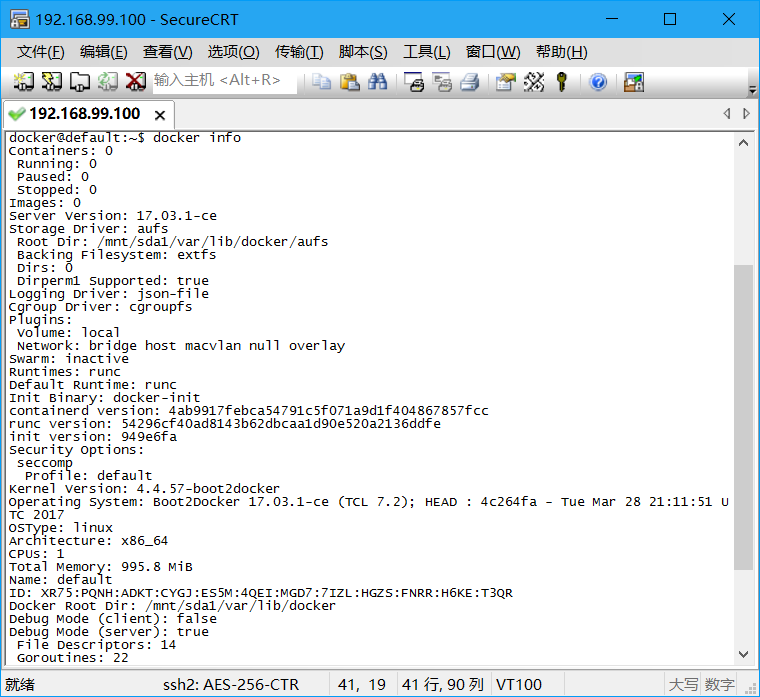 192.168.99.100 - SecureCRT
文件(F) 编辑(E) 查看(V) 选项(O) 传输(T) 脚本(S) 工具(L) 窗口(W) 帮助(H)
输入主机 <Alt+R>
192.168.99.100
docker@default:~$ docker info
Containers: 0
 Running: 0
 Paused: 0
 Stopped: 0
Images: 0
Server Version: 17.03.1-ce
Storage Driver: aufs
 Root Dir: /mnt/sda1/var/lib/docker/aufs
 Backing Filesystem: extfs
 Dirs: 0
 Dirperm1 Supported: true
Logging Driver: json-file
Cgroup Driver: cgroupfs
Plugins:
 Volume: local
 Network: bridge host macvlan null overlay
Swarm: inactive
Runtimes: runc
Default Runtime: runc
Init Binary: docker-init
containerd version: 4ab9917febca54791c5f071a9d1f404867857fcc
runc version: 54296cf40ad8143b62dbcaa1d90e520a2136ddfe
init version: 949e6fa
Security Options:
 seccomp
  Profile: default
Kernel Version: 4.4.57-boot2docker
Operating System: Boot2Docker 17.03.1-ce (TCL 7.2); HEAD : 4c264fa - Tue Mar 28 21:11:51 U
TC 2017
OSType: linux
Architecture: x86_64
CPUs: 1
Total Memory: 995.8 MiB
Name: default
ID: XR75:PQNH:ADKT:CYGJ:ES5M:4QEI:MGD7:7IZL:HGZS:FNRR:H6KE:T3QR
Docker Root Dir: /mnt/sda1/var/lib/docker
Debug Mode (client): false
Debug Mode (server): true
 File Descriptors: 14
 Goroutines: 22
就绪 ssh2: AES-256-CTR 41, 19 41 行, 90 列 VT100 大写 数字